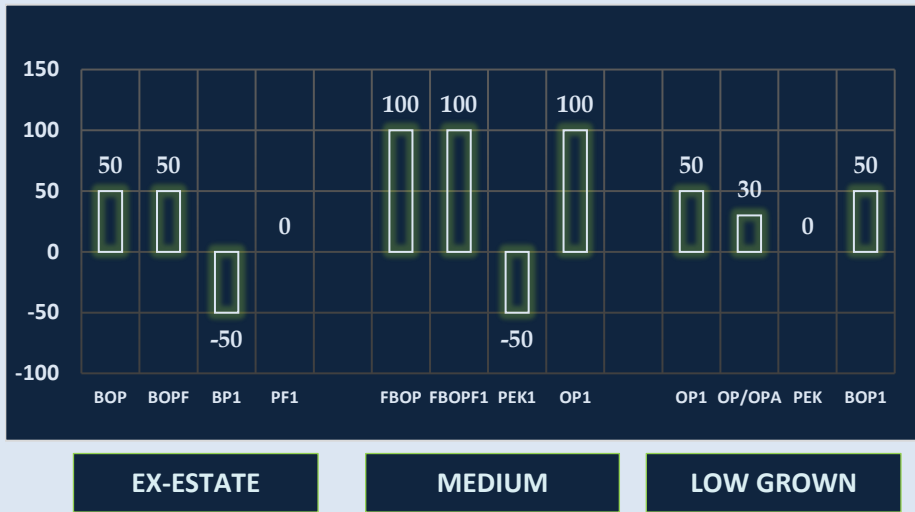 150
100
50
0
-50
-100
50 50 -50 0 100 100 -50 100 50 30 0 50
BOP BOPF BP1 PF1 FBOP FBOPF1 PEK1 OP1 OP1 OP/OPA PEK BOP1
EX-ESTATE MEDIUM LOW GROWN